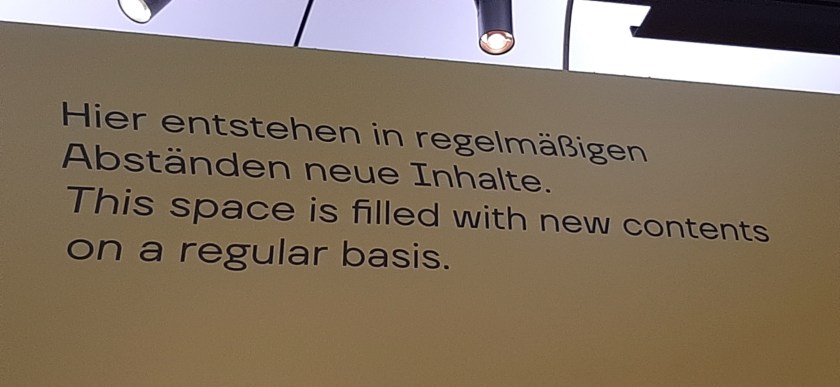 Hier entstehen in regelmäßigen
Abständen neue Inhalte.
This space is filled with new contents
on a regular basis.